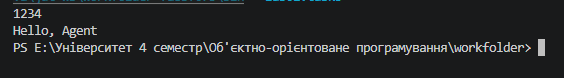 1234
Hello, Agent
PS E:\Університет 4 семестр\Об'єктно-орієнтоване програмування\workfolder>